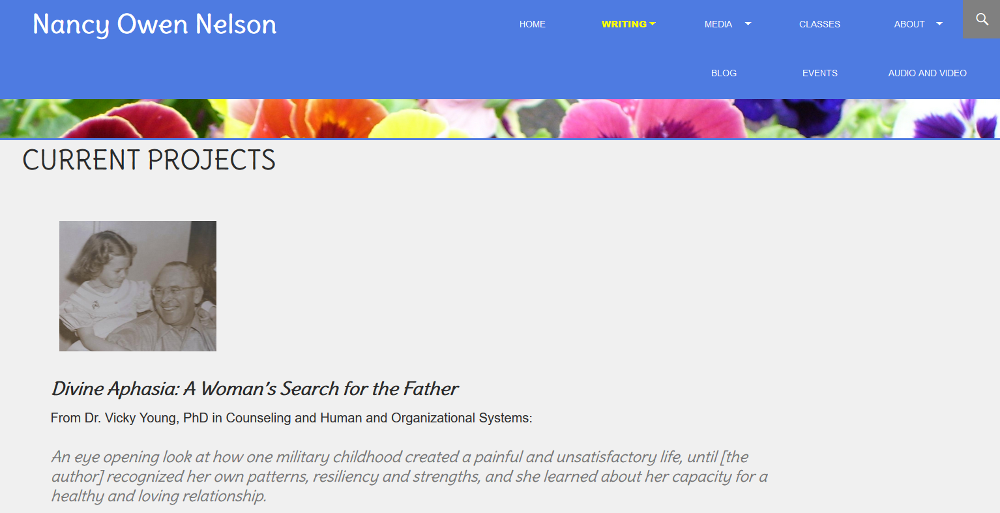 Nancy Owen Nelson
HOME WRITING MEDIA CLASSES ABOUT
BLOG EVENTS AUDIO AND VIDEO
CURRENT PROJECTS
Divine Aphasia: A Woman's Search for the Father
From Dr. Vicky Young, PhD in Counseling and Human and Organizational Systems:
An eye opening look at how one military childhood created a painful and unsatisfactory life, until [the
author] recognized her own patterns, resiliency and strengths, and she learned about her capacity for a
healthy and loving relationship.